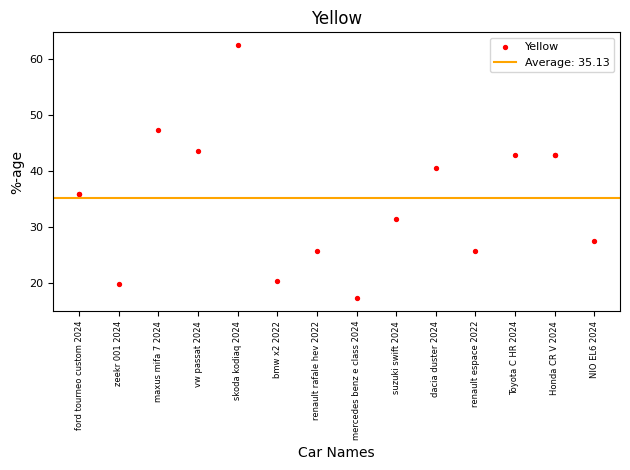 Yellow
Yellow
Average: 35.13
%-age
60
50
40
30
20
ford tourneo custom 2024
zeekr 001 2024
maxus mifa 7 2024
vw passat 2024
skoda kodiaq 2024
bmw x2 2022
renault rafale hev 2022
mercedes benz e class 2024
suzuki swift 2024
dacia duster 2024
renault espace 2022
Toyota C HR 2024
Honda CR V 2024
NIO EL6 2024
Car Names